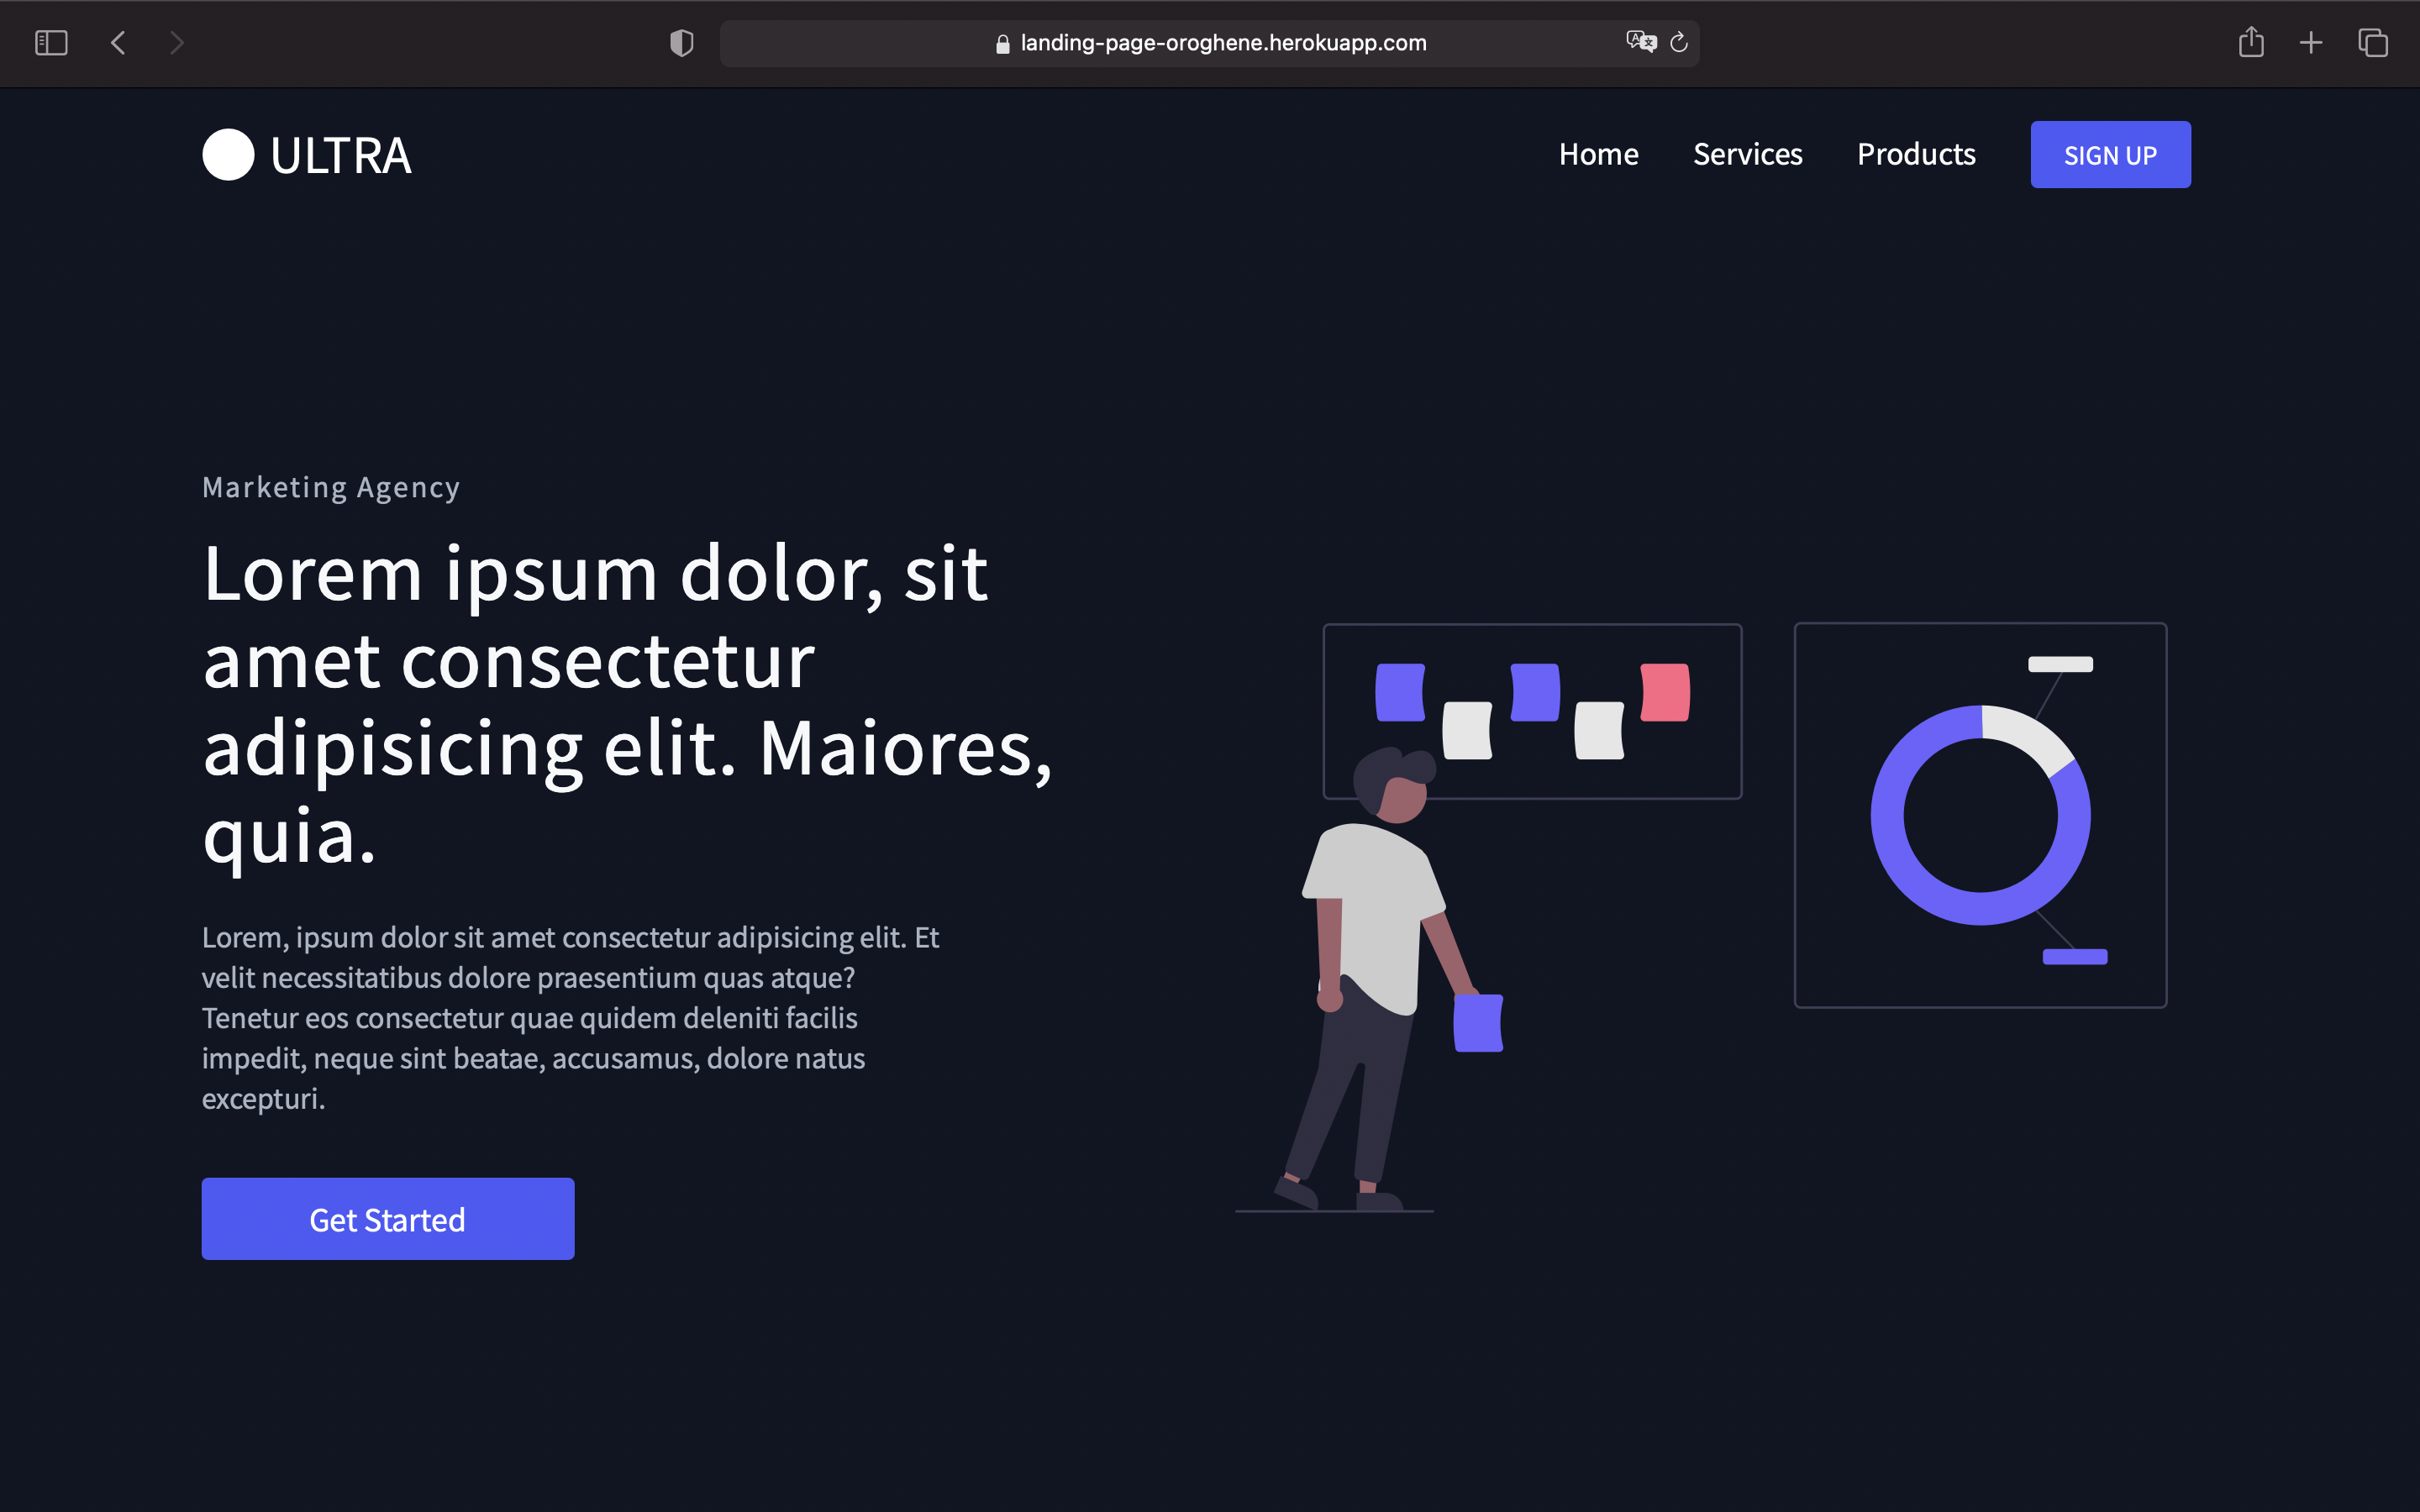 landing-page-oroghene.herokuapp.com
ULTRA
Home Services Products SIGN UP
Marketing Agency
Lorem ipsum dolor, sit
amet consectetur
adipisicing elit. Maiores,
quia.
Lorem, ipsum dolor sit amet consectetur adipisicing elit. Et
velit necessitatibus dolore praesentium quas atque?
Tenetur eos consectetur quae quidem deleniti facilis
impedit, neque sint beatae, accusamus, dolore natus
excepturi.
Get Started